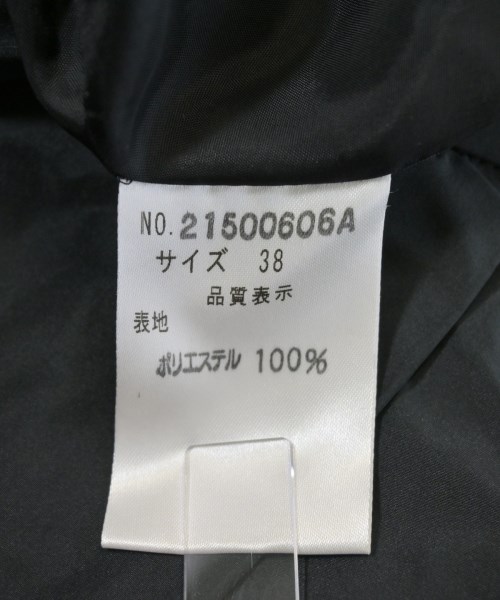 NO. 21500606A
サイズ 38
品質表示
表地
ポリエステル 100%